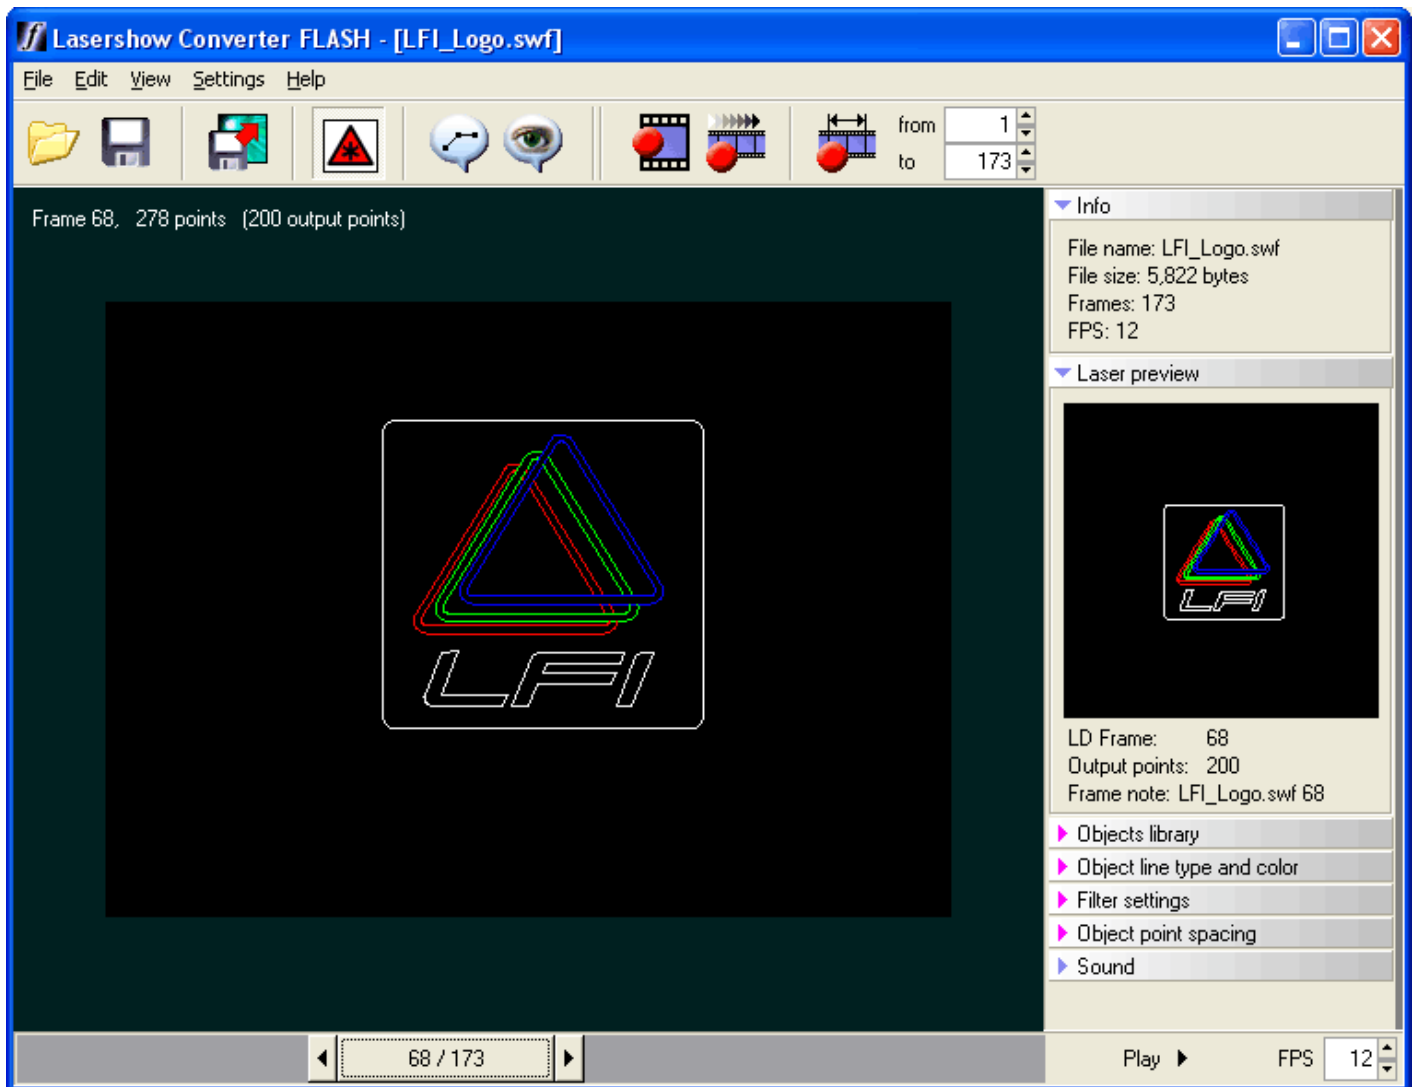 Lasershow Converter FLASH - [LFI_Logo.swf]
File Edit View Settings Help
from 1
to 173
Frame 68, 278 points (200 output points)
LFI
Info
File name: LFI_Logo.swf
File size: 5,822 bytes
Frames: 173
FPS: 12
Laser preview
LFI
LD Frame: 68
Output points: 200
Frame note: LFI_Logo.swf 68
Objects library
Object line type and color
Filter settings
Object point spacing
Sound
68 / 173
Play FPS 12